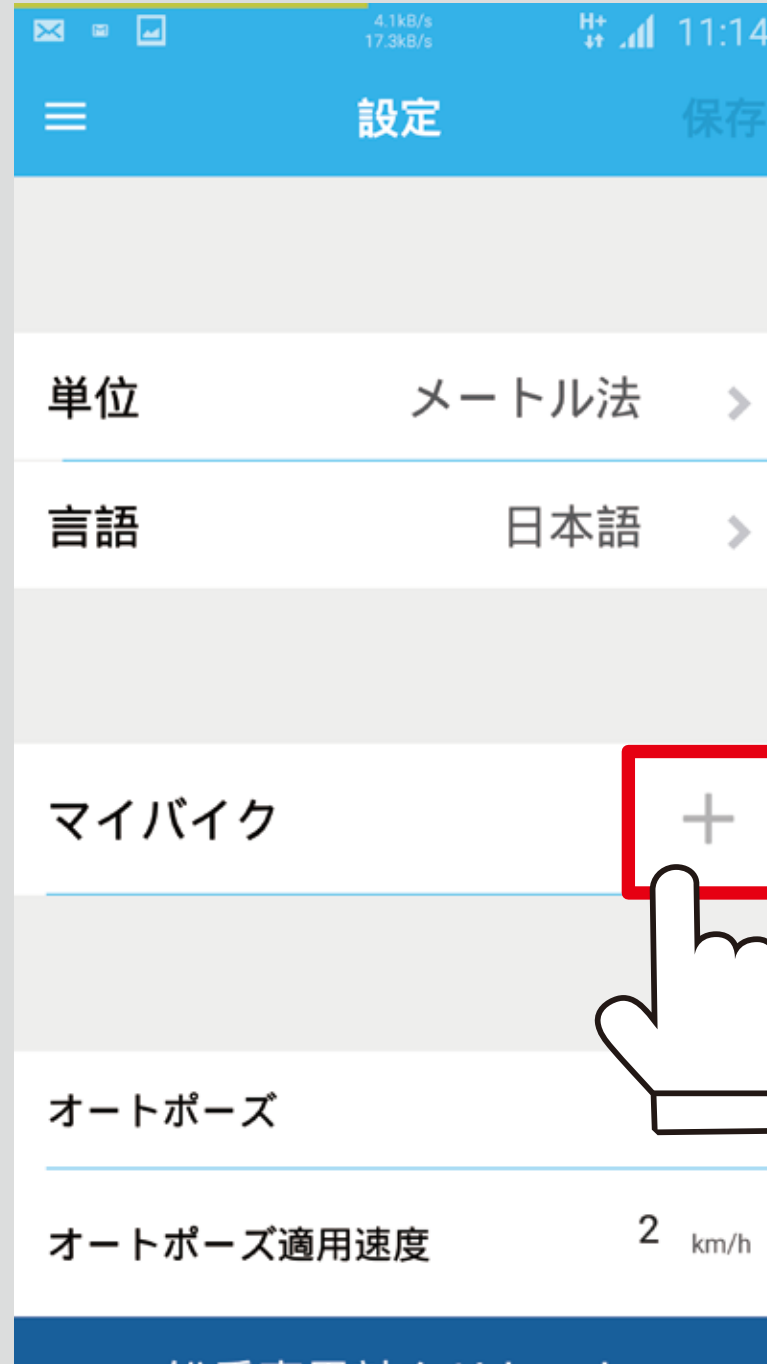 4.1kB/s
17.3kB/s
H+
11:14
設定
保存
単位 メートル法
言語 日本語
マイバイク
オートポーズ
オートポーズ適用速度 2 km/h